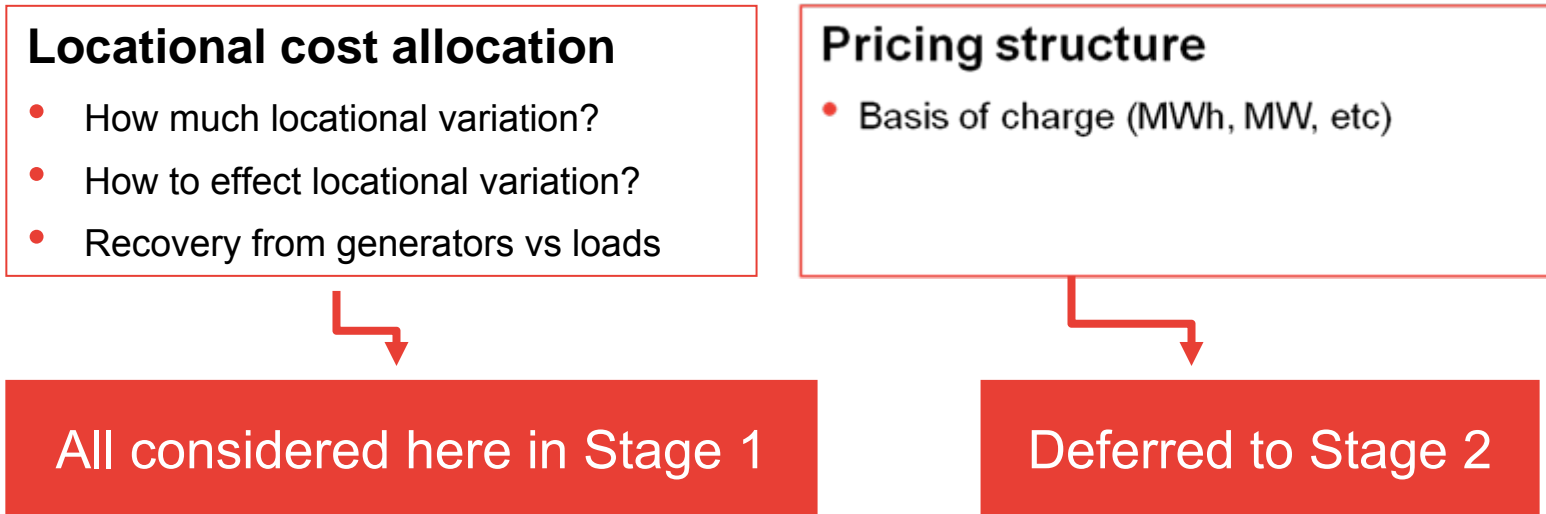 Locational cost allocation
• How much locational variation?
• How to effect locational variation?
• Recovery from generators vs loads
Pricing structure
• Basis of charge (MWh, MW, etc)
All considered here in Stage 1
Deferred to Stage 2